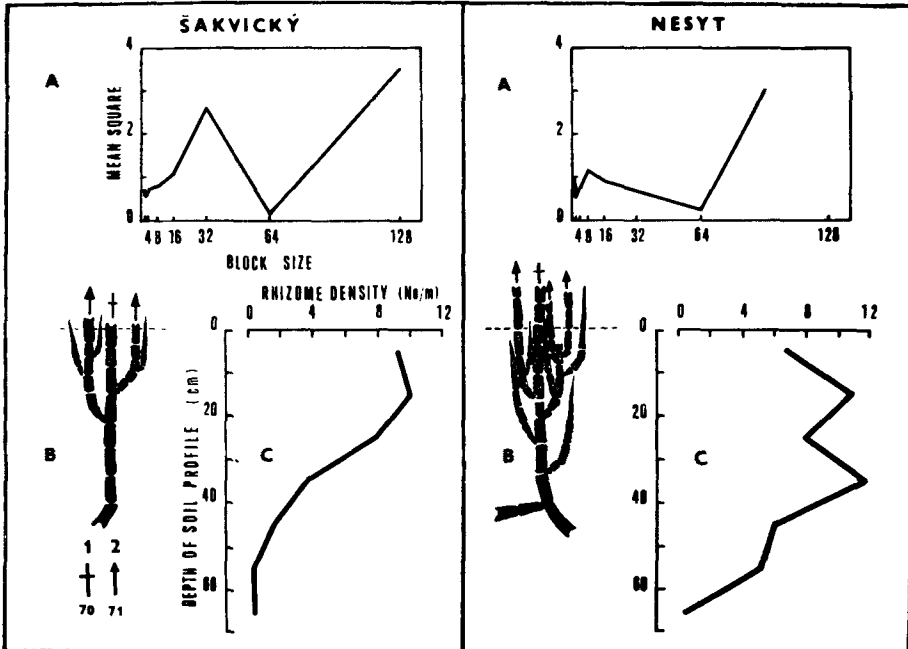 ŠAKVICKÝ
A
MEAN SQUARE
4
2
0
4 8 16 32 64 128
BLOCK SIZE
RHIZOME DENSITY (No/m)
0 4 8 12
DEPTH OF SOIL PROFILE (cm)
0
20
40
60
B
C
1 2
70 71
NESYT
A
4
2
0
4 8 16 32 64 128
0 4 8 12
0
20
40
60
B
C